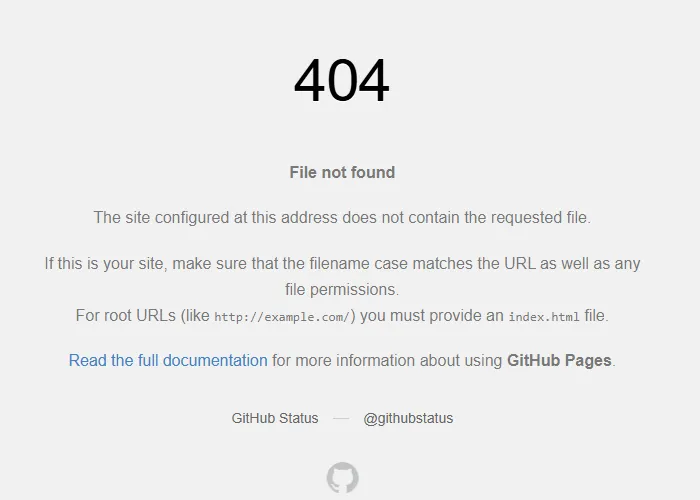 404
File not found
The site configured at this address does not contain the requested file.
If this is your site, make sure that the filename case matches the URL as well as any
file permissions.
For root URLs (like http://example.com/) you must provide an index.html file.
Read the full documentation for more information about using GitHub Pages.
GitHub Status — @githubstatus